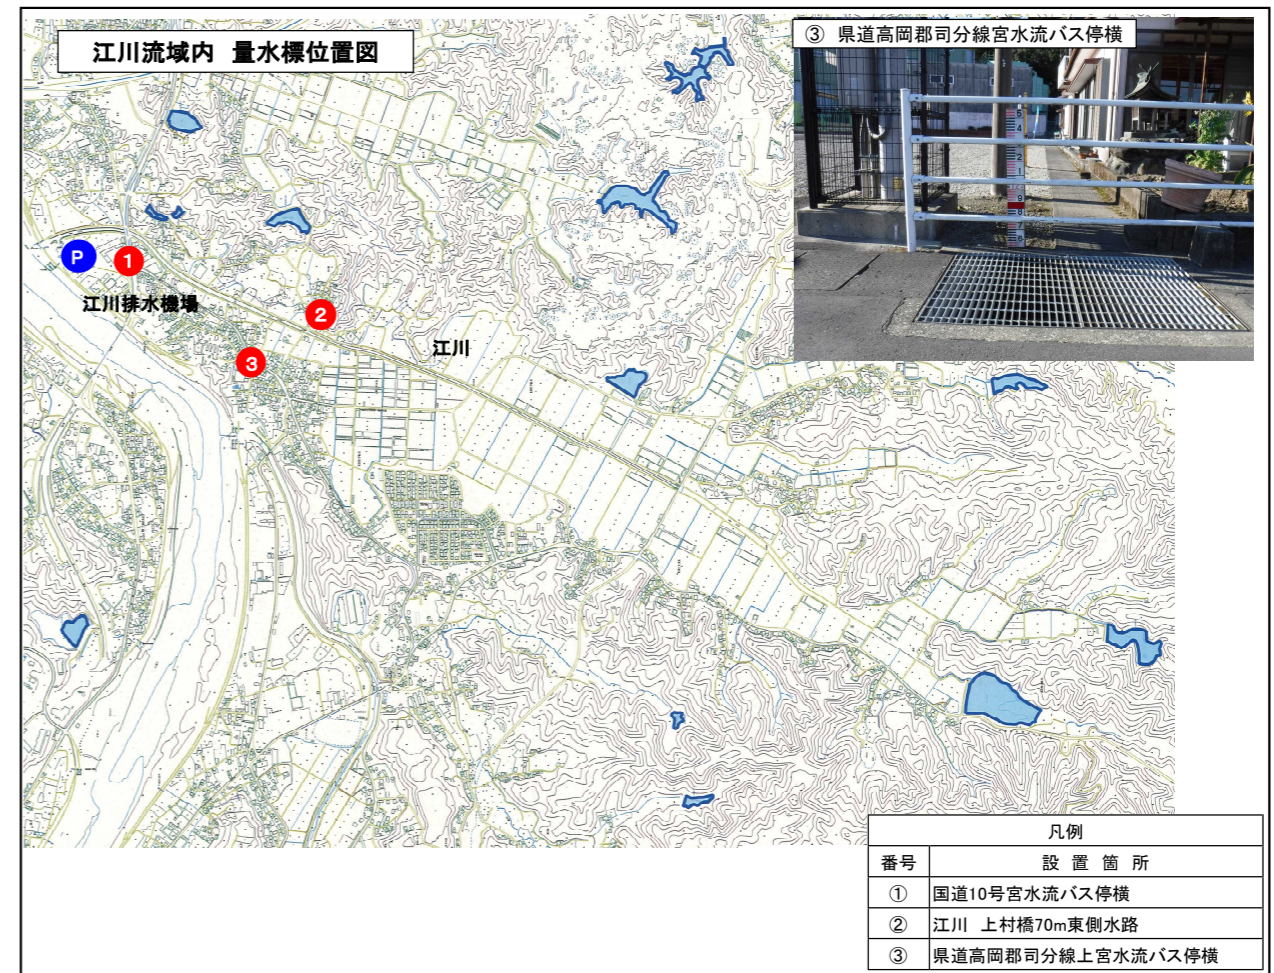 江川流域内 量水標位置図
③ 県道高岡郡司分線宮水流バス停横
P
1
江川排水機場
2
江川
3
凡例
番号 設置箇所
① 国道10号宮水流バス停横
② 江川 上村橋70m東側水路
③ 県道高岡郡司分線上宮水流バス停横